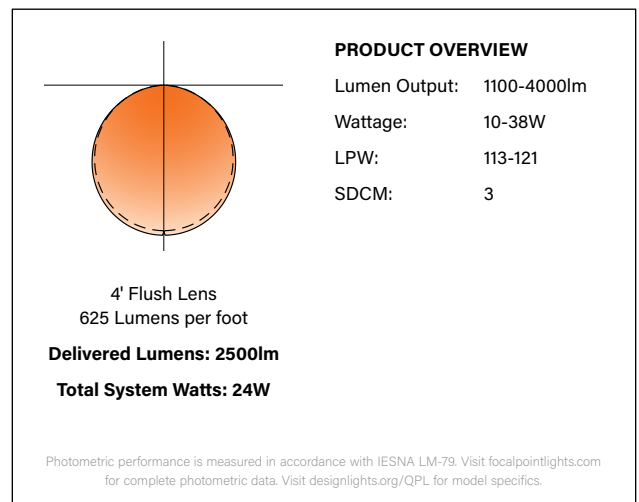 PRODUCT OVERVIEW
Lumen Output: 1100-4000lm
Wattage: 10-38W
LPW: 113-121
SDCM: 3
4' Flush Lens
625 Lumens per foot
Delivered Lumens: 2500lm
Total System Watts: 24W
Photometric performance is measured in accordance with IESNA LM-79. Visit focalpointlights.com
for complete photometric data. Visit designlights.org/QPL for model specifics.